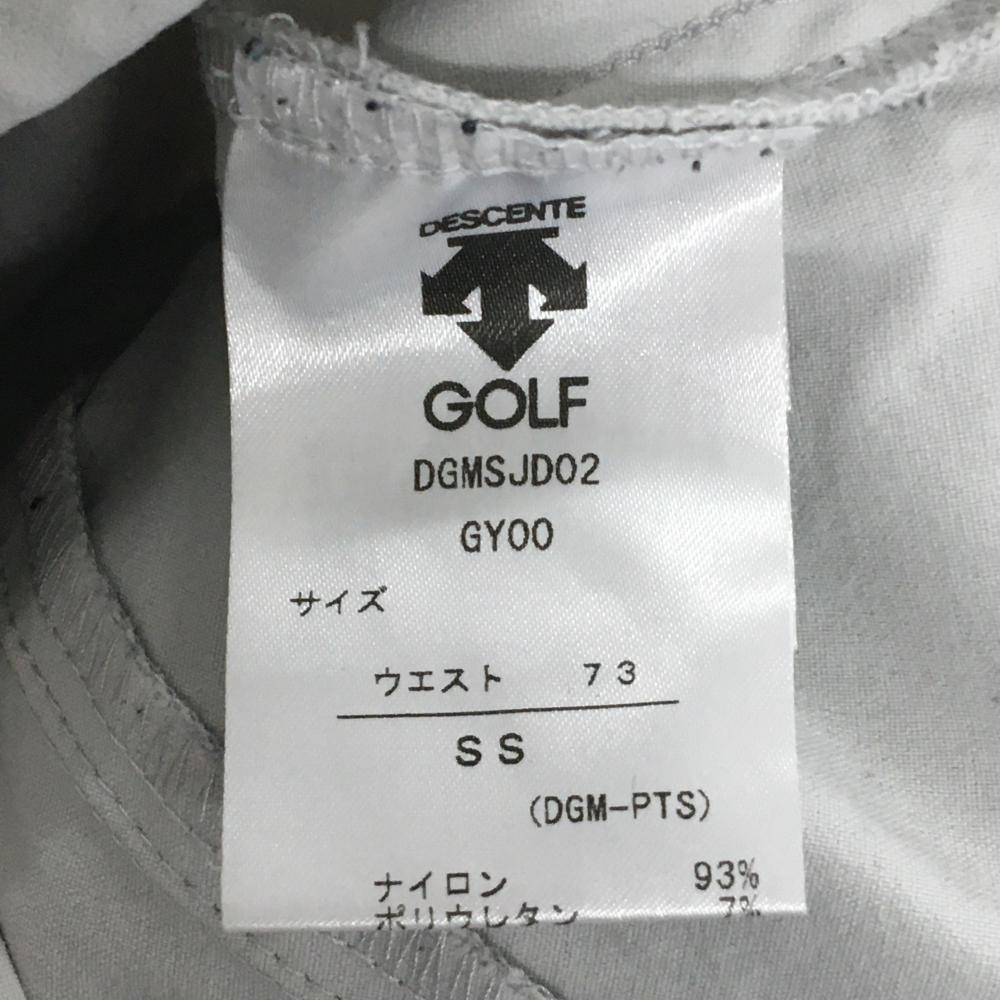 DESCENTE
GOLF
DGMSJD02
GY00
サイズ
ウエスト 73
SS
(DGM-PTS)
ナイロン 93%
ポリウレタン 7%